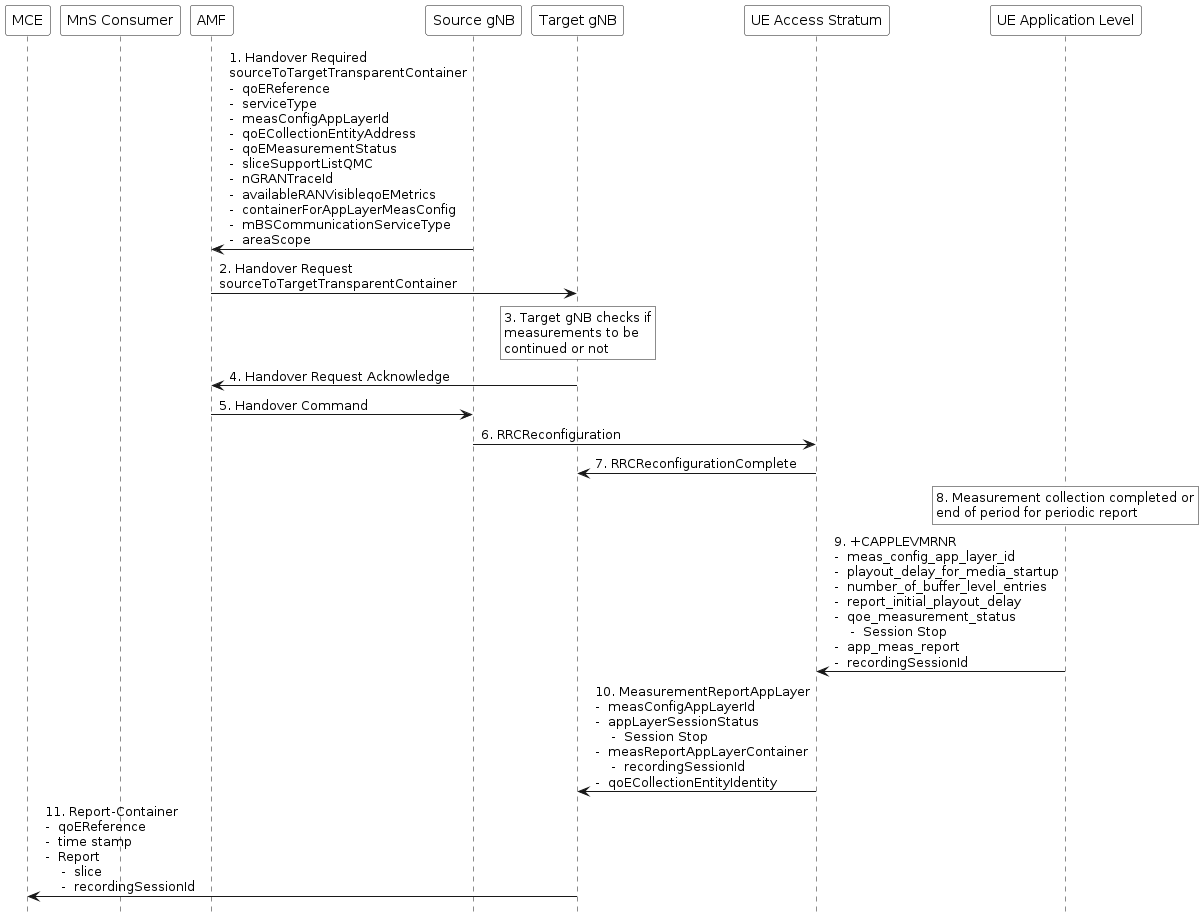 MCE
MnS Consumer
AMF
Source gNB
Target gNB
UE Access Stratum
UE Application Level
1. Handover Required
sourceToTargetTransparentContainer
- qoEReference
- serviceType
- measConfigAppLayerId
- qoECollectionEntityAddress
- qoEMeasurementStatus
- sliceSupportListQMC
- nGRANTraceId
- availableRANVisibleqoEMetrics
- containerForAppLayerMeasConfig
- mBSCommunicationServiceType
- areaScope
2. Handover Request
sourceToTargetTransparentContainer
3. Target gNB checks if
measurements to be
continued or not
4. Handover Request Acknowledge
5. Handover Command
6. RRCReconfiguration
7. RRCReconfigurationComplete
8. Measurement collection completed or
end of period for periodic report
9. +CAPPLEVMRNR
- meas_config_app_layer_id
- playout_delay_for_media_startup
- number_of_buffer_level_entries
- report_initial_playout_delay
- qoe_measurement_status
- Session Stop
- app_meas_report
- recordingSessionId
10. MeasurementReportAppLayer
- measConfigAppLayerId
- appLayerSessionStatus
- Session Stop
- measReportAppLayerContainer
- recordingSessionId
- qoECollectionEntityIdentity
11. Report-Container
- qoEReference
- time stamp
- Report
- slice
- recordingSessionId